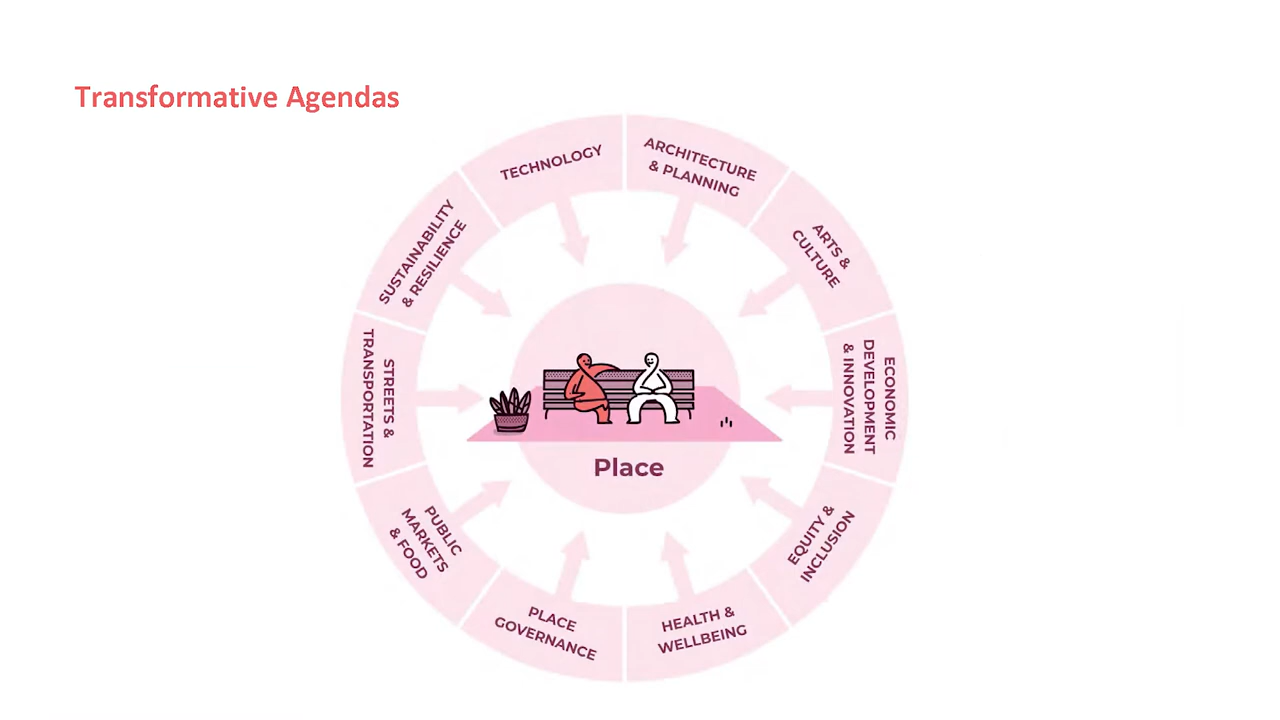 Transformative Agendas
TECHNOLOGY
ARCHITECTURE
& PLANNING
ARTS &
CULTURE
ECONOMIC
DEVELOPMENT
& INNOVATION
EQUITY &
INCLUSION
HEALTH &
WELLBEING
PLACE
GOVERNANCE
PUBLIC
MARKETS
& FOOD
STREETS &
TRANSPORTATION
SUSTAINABILITY
& RESILIENCE
Place